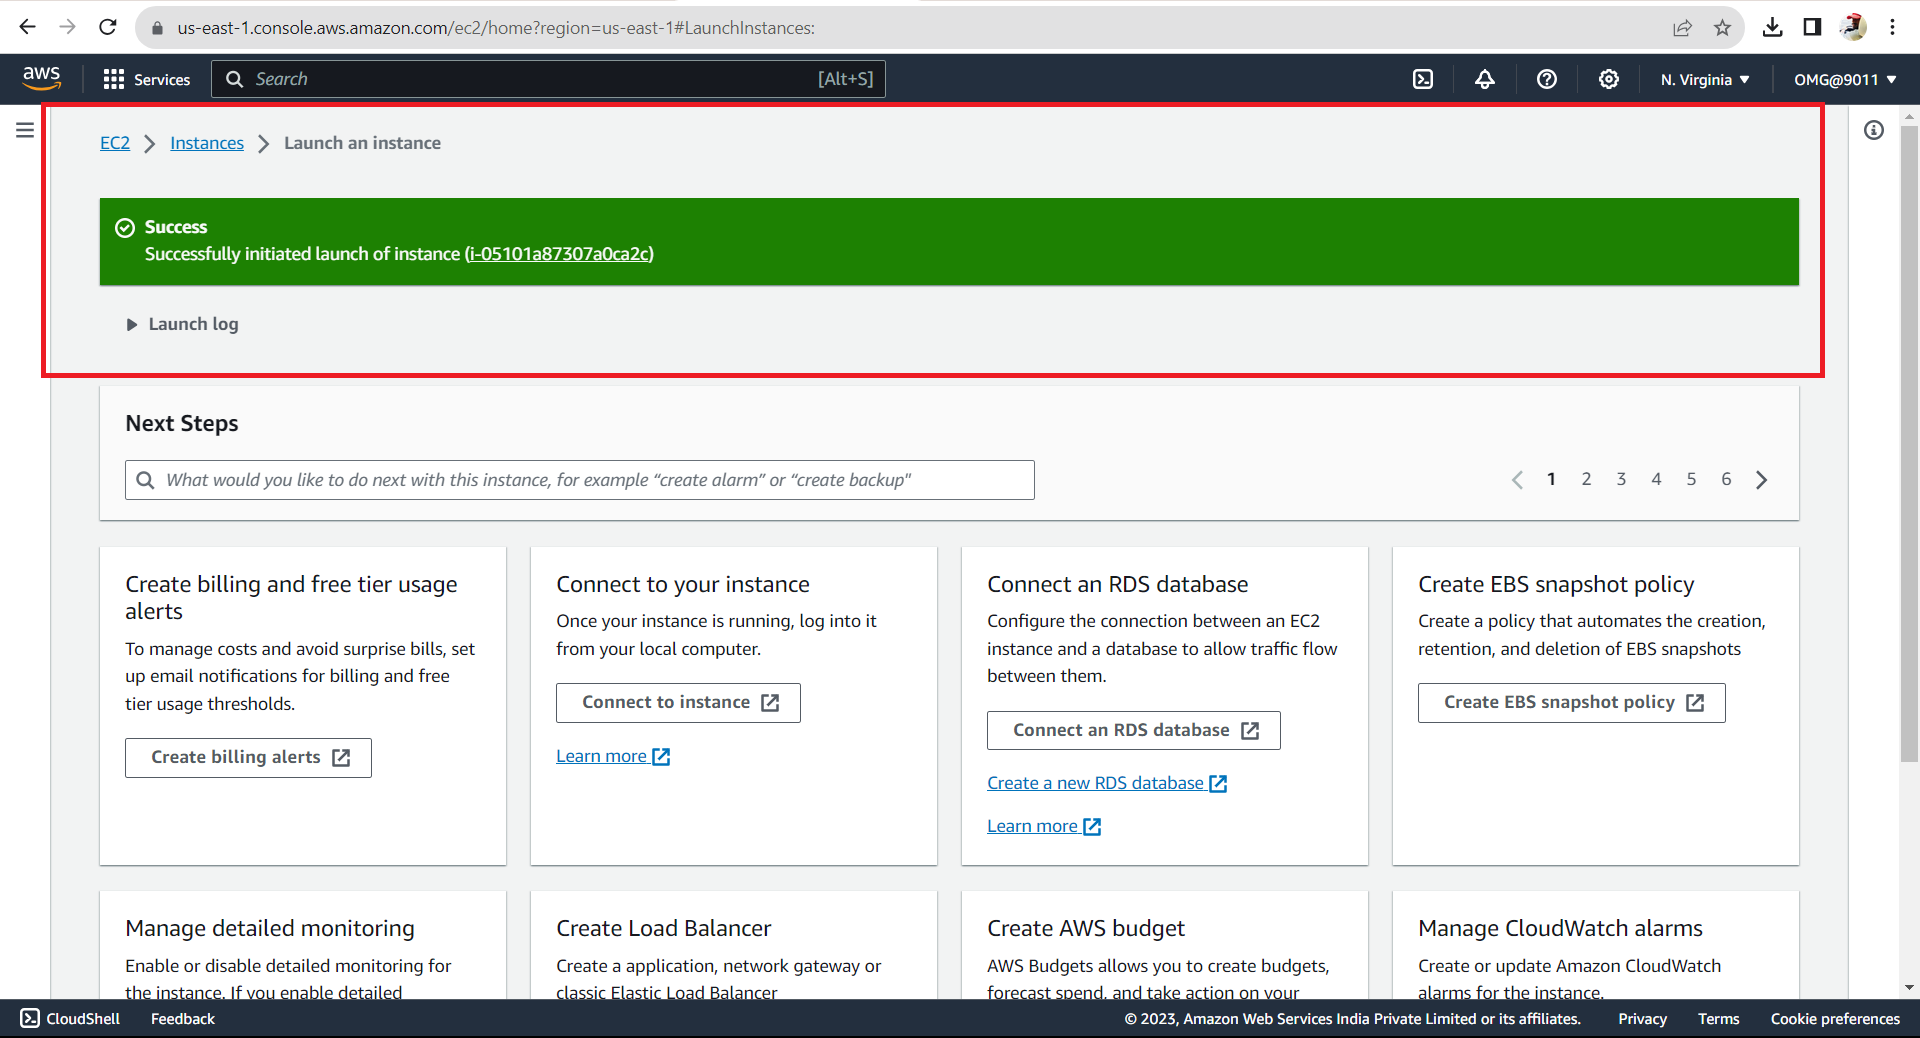 us-east-1.console.aws.amazon.com/ec2/home?region=us-east-1#LaunchInstances:
aws
Services
Search
[Alt+S]
N. Virginia
OMG@9011
EC2
Instances
Launch an instance
Success
Successfully initiated launch of instance (i-05101a87307a0ca2c)
Launch log
Next Steps
What would you like to do next with this instance, for example “create alarm” or “create backup"
1 2 3 4 5 6
Create billing and free tier usage
alerts
To manage costs and avoid surprise bills, set
up email notifications for billing and free
tier usage thresholds.
Create billing alerts
Connect to your instance
Once your instance is running, log into it
from your local computer.
Connect to instance
Learn more
Connect an RDS database
Configure the connection between an EC2
instance and a database to allow traffic flow
between them.
Connect an RDS database
Create a new RDS database
Learn more
Create EBS snapshot policy
Create a policy that automates the creation,
retention, and deletion of EBS snapshots
Create EBS snapshot policy
Manage detailed monitoring
Enable or disable detailed monitoring for
the instance. If you enable detailed
Create Load Balancer
Create a application, network gateway or
classic Elastic Load Balancer
Create AWS budget
AWS Budgets allows you to create budgets,
forecast spend, and take action on your
Manage CloudWatch alarms
Create or update Amazon CloudWatch
alarms for the instance.
CloudShell
Feedback
© 2023, Amazon Web Services India Private Limited or its affiliates.
Privacy
Terms
Cookie preferences